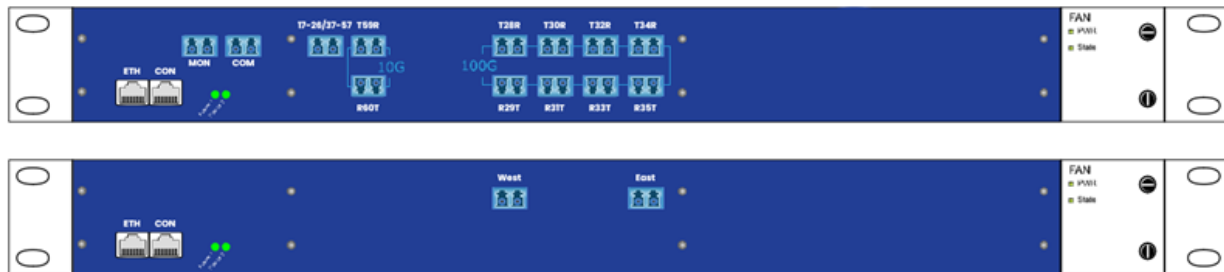 17-26/37-57 T59R
T28R T30R T32R T34R
FAN
PWR
State
MON COM
10G
100G
ETH CON
R60T
R29T R31T R33T R35T
West East
FAN
PWR
State
ETH CON